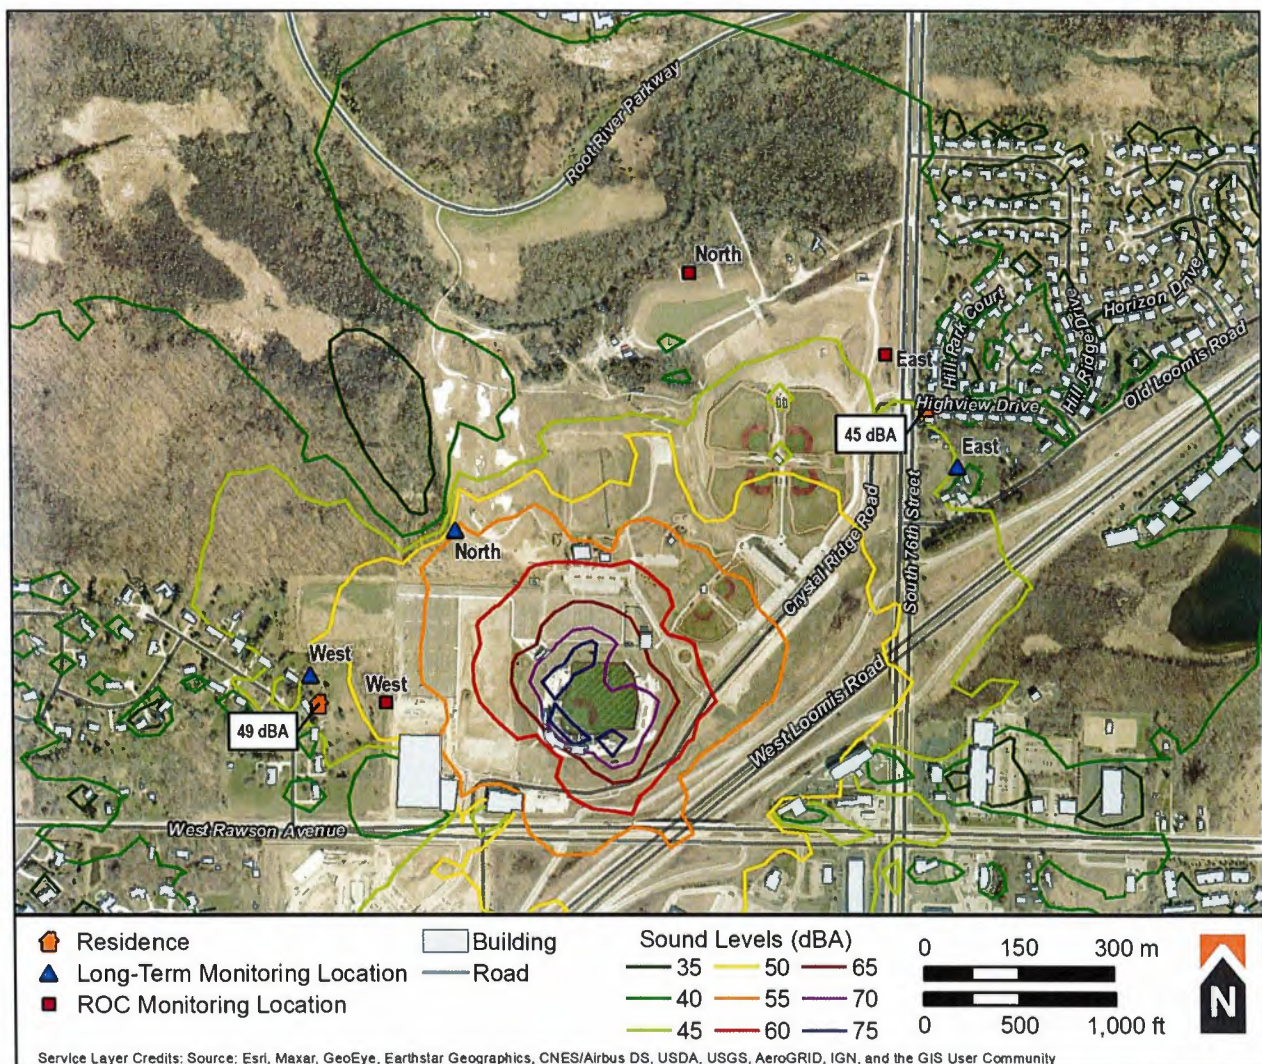 Root River Parkway
North
East
Hill Park Court
Hill Ridge Drive
Horizon Drive
Old Loomis Road
Highview Drive
45 dBA
East
North
Crystal Ridge Road
South 76th Street
West
West
49 dBA
West Loomis Road
West Rawson Avenue
Residence
Long-Term Monitoring Location
ROC Monitoring Location
Building
Road
Sound Levels (dBA)
35 50 65
40 55 70
45 60 75
0 150 300 m
0 500 1,000 ft
N
Service Layer Credits: Source: Esri, Maxar, GeoEye, Earthstar Geographics, CNES/Airbus DS, USDA, USGS, AeroGRID, IGN, and the GIS User Community